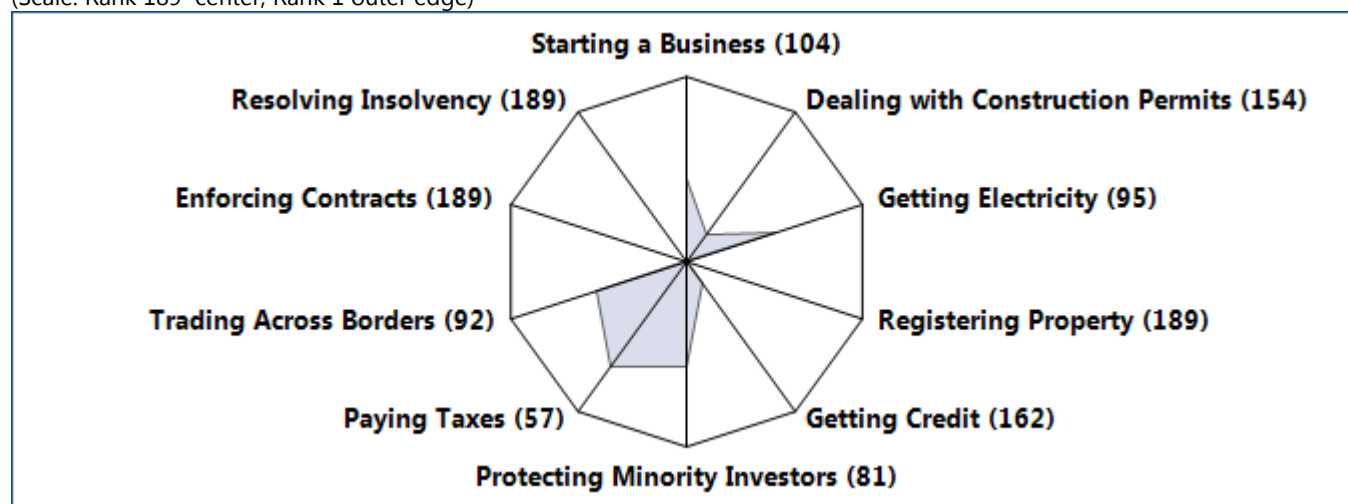 (Scale: Rank 189 center, Rank 1 outer edge)
Starting a Business (104)
Resolving Insolvency (189)
Dealing with Construction Permits (154)
Enforcing Contracts (189)
Getting Electricity (95)
Trading Across Borders (92)
Registering Property (189)
Paying Taxes (57)
Getting Credit (162)
Protecting Minority Investors (81)